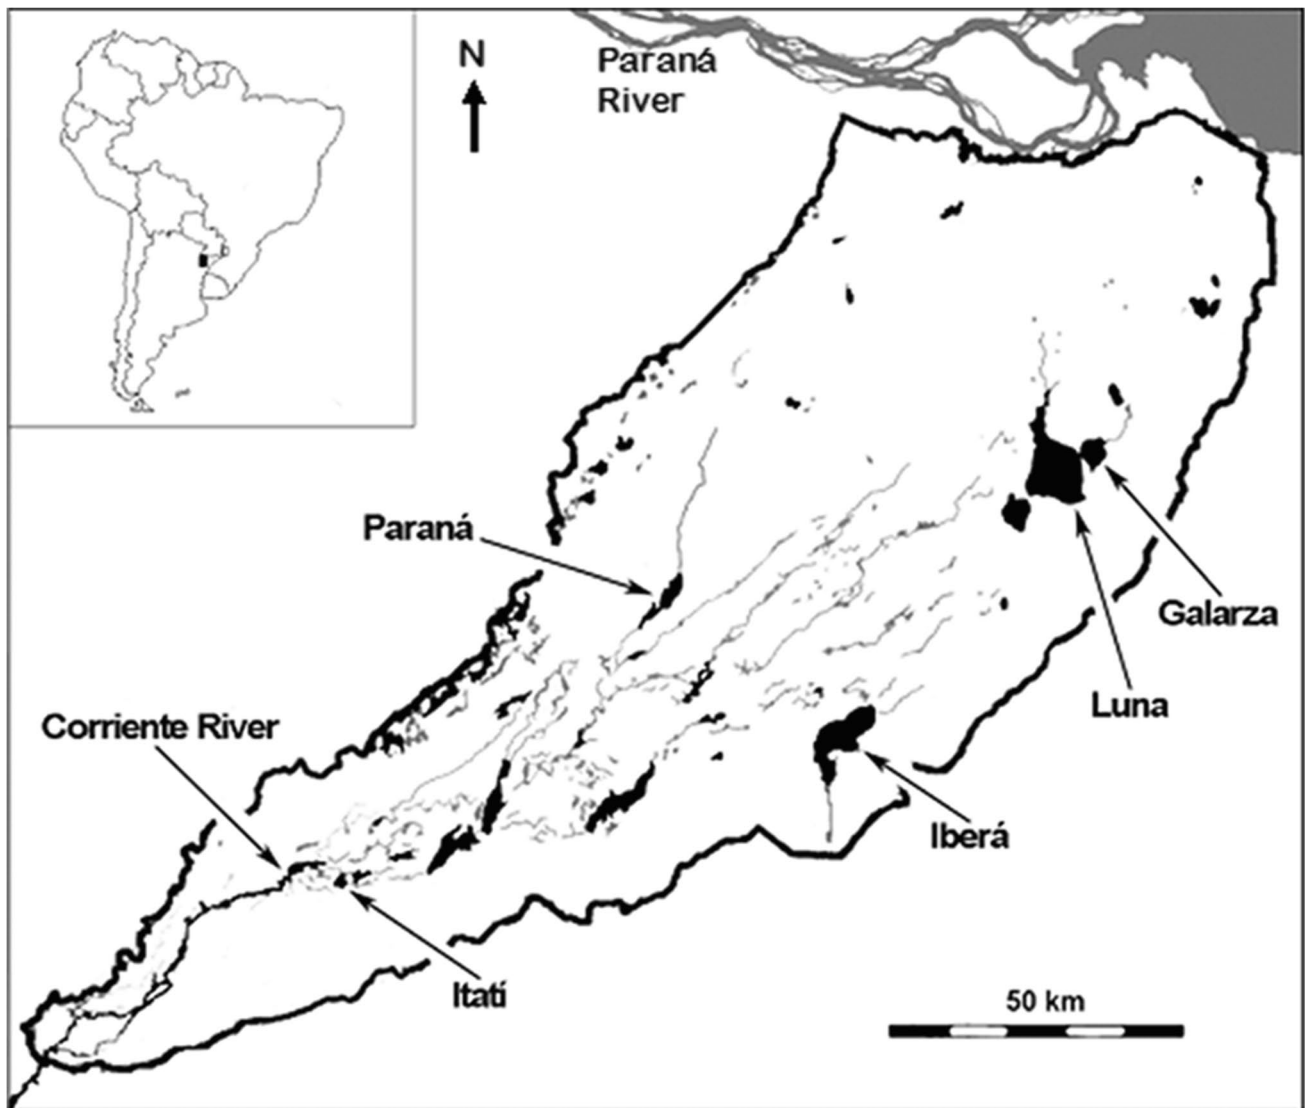 N
Paraná
River
Paraná
Galarza
Luna
Corriente River
Iberá
Itatí
50 km